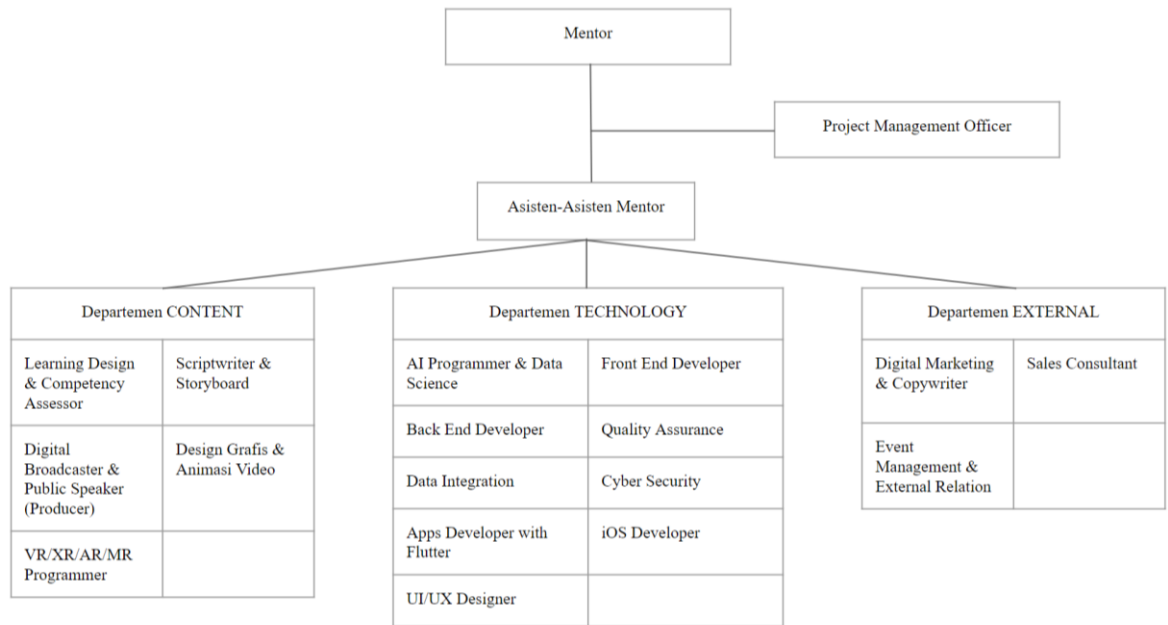 Mentor
Project Management Officer
Asisten-Asisten Mentor
Departemen CONTENT
Learning Design
& Competency
Assessor
Scriptwriter &
Storyboard
Digital
Broadcaster &
Public Speaker
(Producer)
Design Grafis &
Animasi Video
VR/XR/AR/MR
Programmer
Departemen TECHNOLOGY
AI Programmer & Data
Science
Front End Developer
Back End Developer
Quality Assurance
Data Integration
Cyber Security
Apps Developer with
Flutter
iOS Developer
UI/UX Designer
Departemen EXTERNAL
Digital Marketing
& Copywriter
Sales Consultant
Event
Management &
External Relation